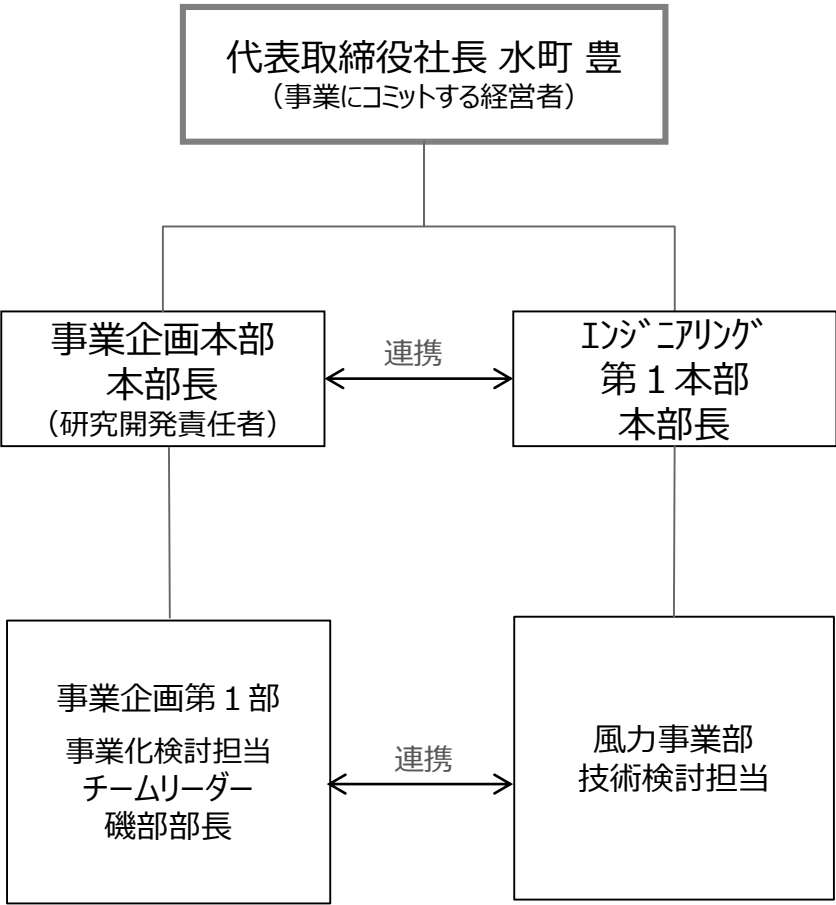 代表取締役社長 水町 豊
（事業にコミットする経営者）
事業企画本部
本部長
（研究開発責任者）
連携
ｴﾝｼﾞﾆｱﾘﾝｸﾞ
第１本部
本部長
事業企画第１部
事業化検討担当
チームリーダー
磯部部長
連携
風力事業部
技術検討担当